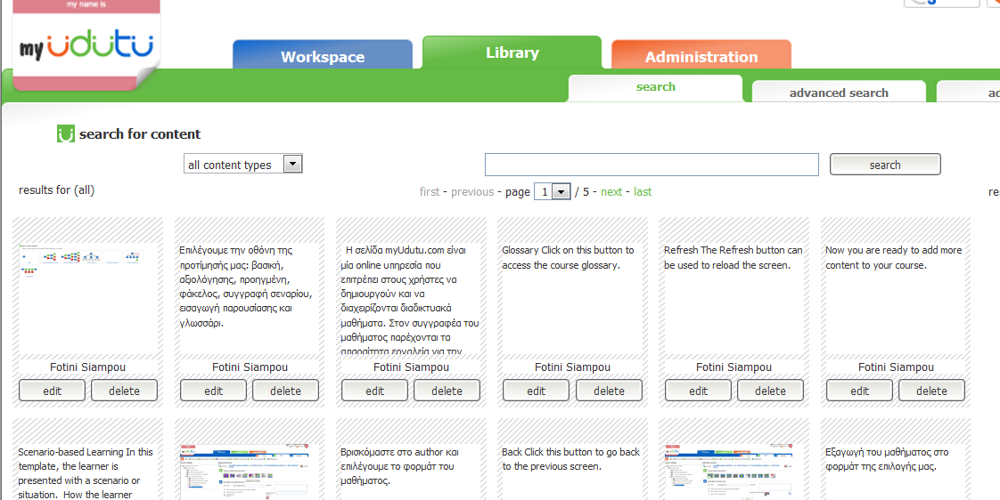 my name is
my udutu
Workspace
Library
Administration
search
advanced search
search for content
all content types
search
results for (all)
first - previous - page 1 / 5 - next - last
Επιλέγουμε την οθόνη της
προτίμησής μας: βασική,
αξιολόγησης, προηγμένη,
φάκελος, συγγραφή σεναρίου,
εισαγωγή παρουσίασης και
γλωσσάρι.
Η σελίδα myUdutu.com είναι
μία online υπηρεσία που
επιτρέπει στους χρήστες να
δημιουργούν και να
διαχειρίζονται διαδικτυακά
μαθήματα. Στον συγγραφέα του
μαθήματος παρέχονται τα
απαραίτητα εργαλεία για την
Glossary Click on this button to
access the course glossary.
Refresh The Refresh button can
be used to reload the screen.
Now you are ready to add more
content to your course.
Fotini Siampou
Fotini Siampou
Fotini Siampou
Fotini Siampou
Fotini Siampou
Fotini Siampou
edit delete
edit delete
edit delete
edit delete
edit delete
edit delete
Scenario-based Learning In this
template, the learner is
presented with a scenario or
situation. How the learner
Βρισκόμαστε στο author και
επιλέγουμε το φορμάτ του
μαθήματος.
Back Click this button to go back
to the previous screen.
Εξαγωγή του μαθήματος στο
φορμάτ της επιλογής μας.